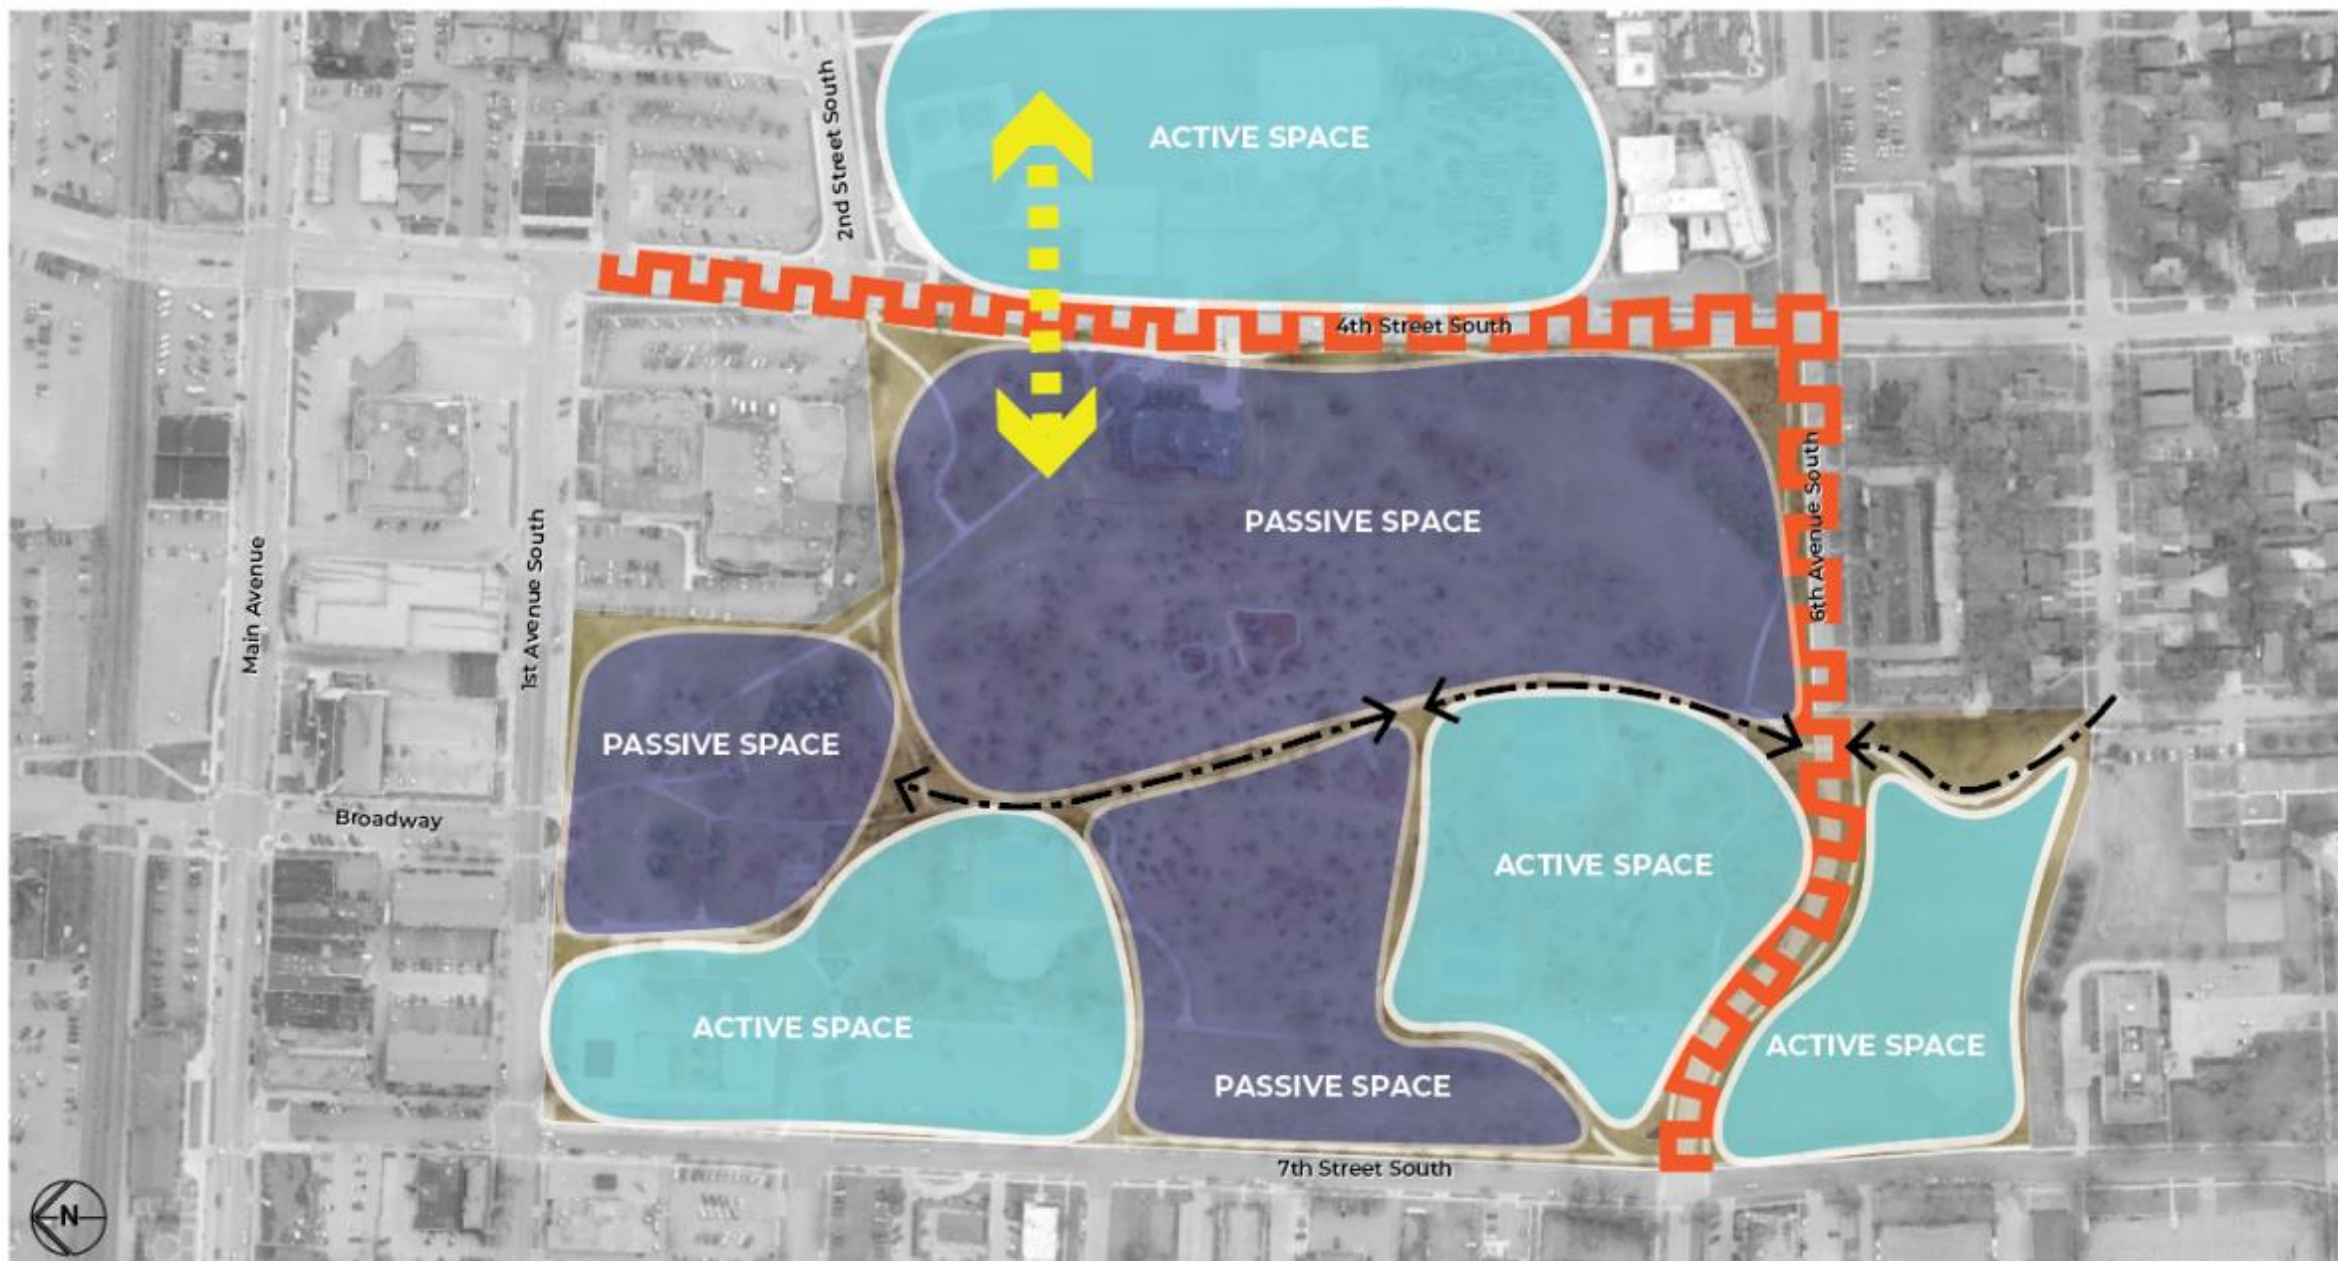 2nd Street South
ACTIVE SPACE
4th Street South
PASSIVE SPACE
6th Avenue South
Main Avenue
1st Avenue South
PASSIVE SPACE
Broadway
ACTIVE SPACE
ACTIVE SPACE
ACTIVE SPACE
PASSIVE SPACE
7th Street South
N